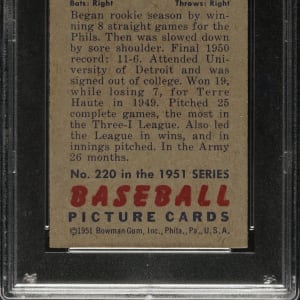 Bats: Right Throws: Right
Began rookie season by win-
ning 8 straight games for the
Phils. Then was slowed down
by sore shoulder. Final 1950
record: 11-6. Attended Uni-
versity of Detroit and was
signed out of college. Won 19,
while losing 7, for Terre
Haute in 1949. Pitched 25
complete games, the most in
the Three-I League. Also led
the League in wins, and in
innings pitched. In the Army
26 months.
No. 220 in the 1951 SERIES
BASEBALL
PICTURE CARDS
©1951 Bowman Gum, Inc., Phila., Pa., U. S. A.